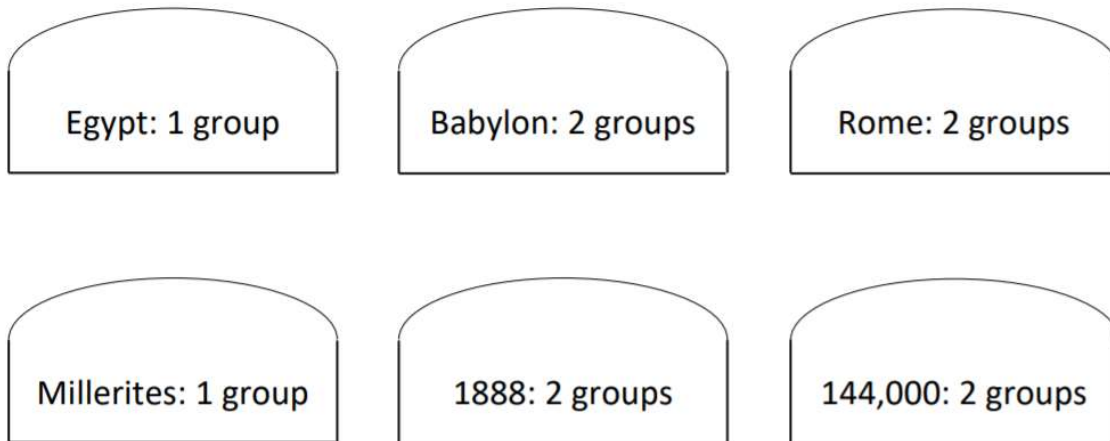 Egypt: 1 group
Babylon: 2 groups
Rome: 2 groups
Millerites: 1 group
1888: 2 groups
144,000: 2 groups